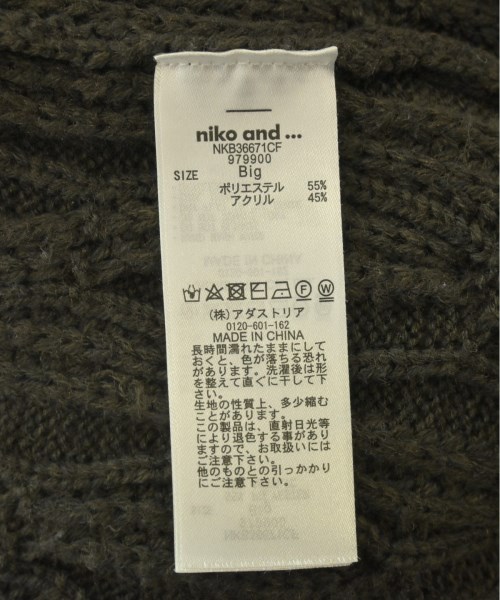 niko and ...
NKB36671CF
979900
SIZE Big
ポリエステル 55%
アクリル 45%
(株)アダストリア
0120-601-162
MADE IN CHINA
長時間濡れたままにして
おくと、色が落ちる恐れ
があります。洗濯後は形
を整えて直ぐに干して下
さい。
生地の性質上、多少縮む
ことがあります。
この製品は、直射日光等
により退色する事があり
ますので、お取扱いには
ご注意下さい。
他のものとの引っかかり
にご注意下さい。